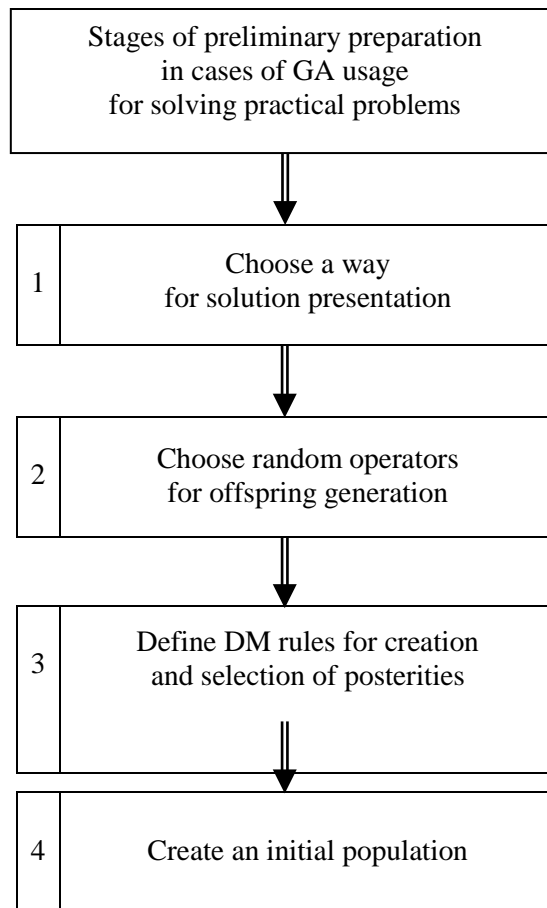 Stages of preliminary preparation
in cases of GA usage
for solving practical problems
1
Choose a way
for solution presentation
2
Choose random operators
for offspring generation
3
Define DM rules for creation
and selection of posterities
4
Create an initial population